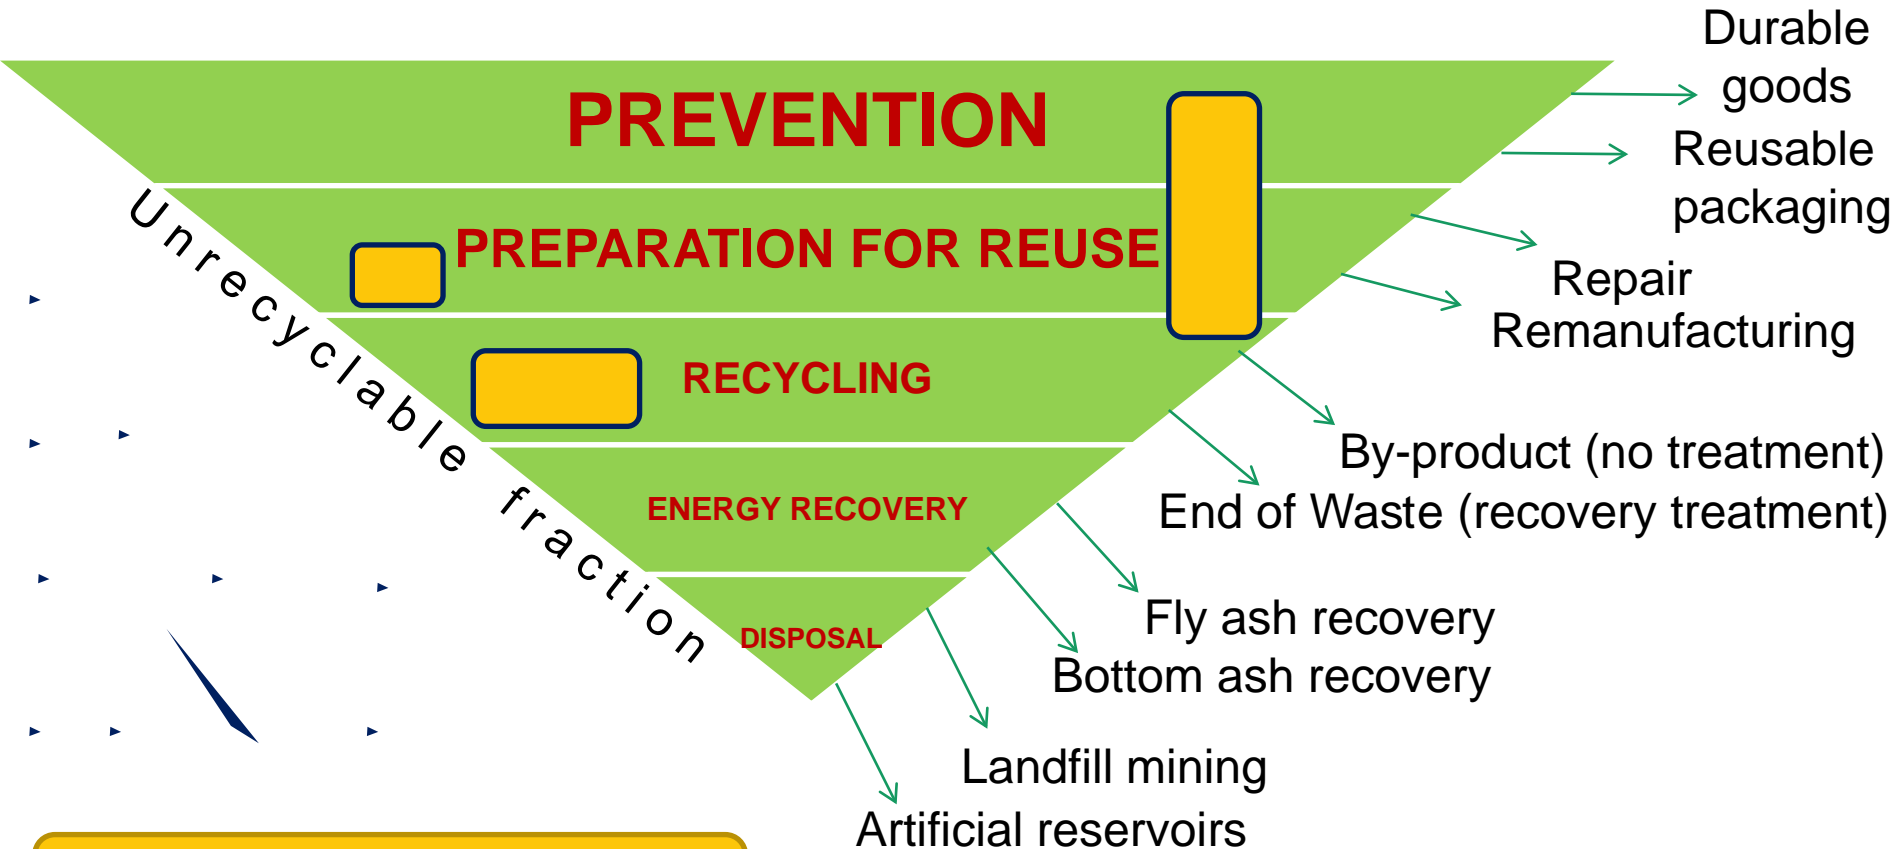 Durable
goods
PREVENTION
Reusable
packaging
Unrecyclable fraction
PREPARATION FOR REUSE
Repair
Remanufacturing
RECYCLING
By-product (no treatment)
End of Waste (recovery treatment)
ENERGY RECOVERY
Fly ash recovery
DISPOSAL
Bottom ash recovery
Landfill mining
Artificial reservoirs